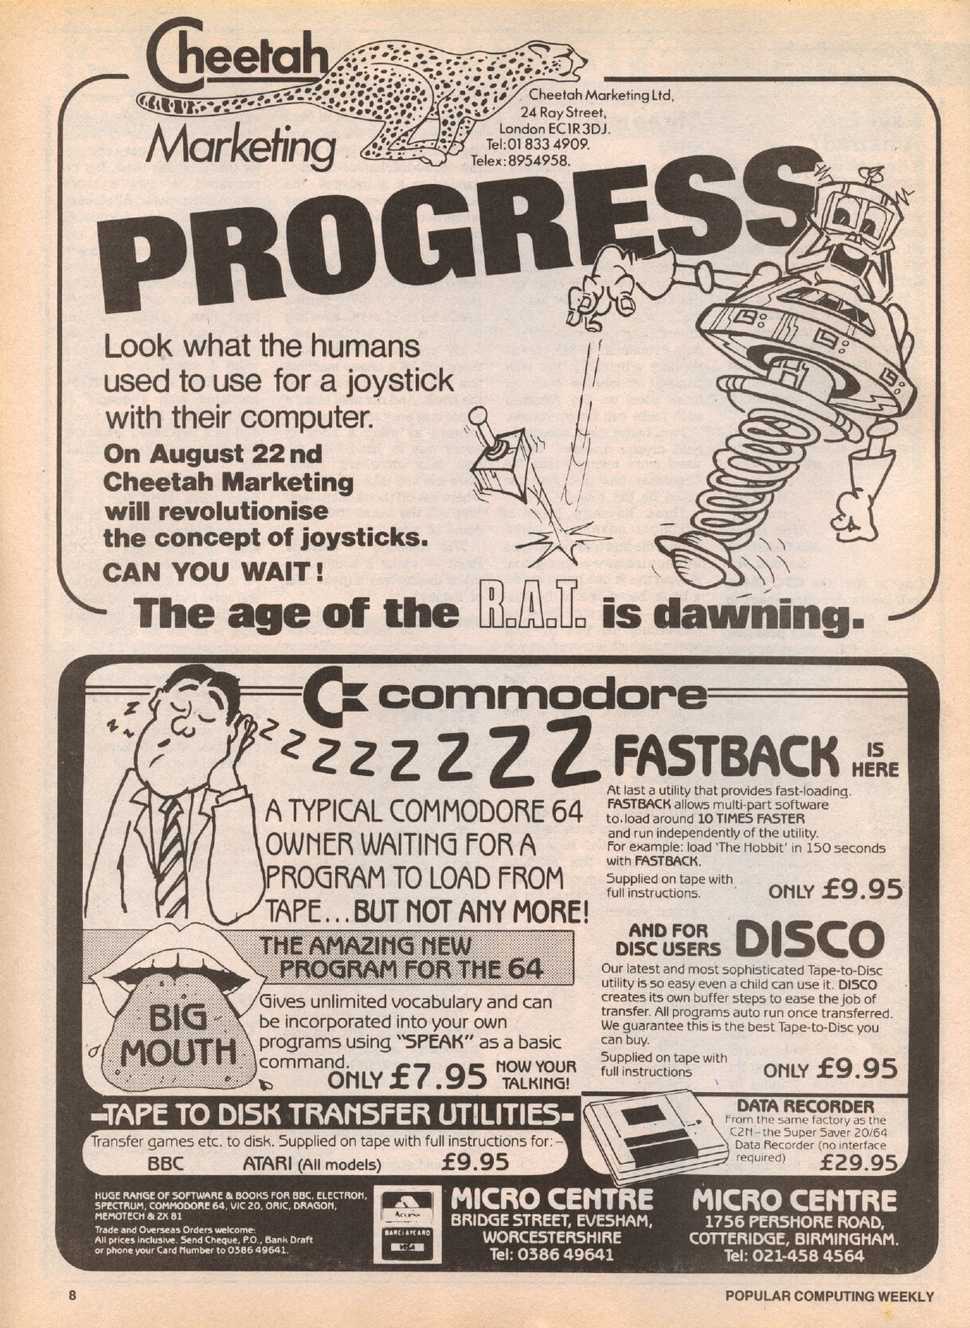 Cheetah
Marketing
Cheetah Marketing Ltd,
24 Ray Street,
London EC1R 3DJ.
Tel: 01 833 4909.
Telex: 8954958.
PROGRESS
Look what the humans
used to use for a joystick
with their computer.
On August 22nd
Cheetah Marketing
will revolutionise
the concept of joysticks.
CAN YOU WAIT!
The age of the R.A.T. is dawning.
commodore
z z z z z z z z z z z z
A TYPICAL COMMODORE 64
OWNER WAITING FOR A
PROGRAM TO LOAD FROM
TAPE...BUT NOT ANY MORE!
FASTBACK IS HERE
At last a utility that provides fast-loading.
FASTBACK allows multi-part software
to load around 10 TIMES FASTER
and run independently of the utility.
For example: load 'The Hobbit' in 150 seconds
with FASTBACK.
Supplied on tape with
full instructions.
ONLY £9.95
THE AMAZING NEW
PROGRAM FOR THE 64
BIG
MOUTH
Gives unlimited vocabulary and can
be incorporated into your own
programs using "SPEAK" as a basic
command.
ONLY £7.95
NOW YOUR
TALKING!
AND FOR
DISC USERS
DISCO
Our latest and most sophisticated Tape-to-Disc
utility is so easy even a child can use it. DISCO
creates its own buffer steps to ease the job of
transfer. All programs auto run once transferred.
We guarantee this is the best Tape-to-Disc you
can buy.
Supplied on tape with
full instructions
ONLY £9.95
TAPE TO DISK TRANSFER UTILITIES
Transfer games etc. to disk. Supplied on tape with full instructions for:-
BBC ATARI (All models) £9.95
DATA RECORDER
From the same factory as the
C2N - the Super Saver 20/64
Data Recorder (no interface
required)
£29.95
HUGE RANGE OF SOFTWARE & BOOKS FOR BBC, ELECTRON,
SPECTRUM, COMMODORE 64, VIC 20, ORIC, DRAGON,
MEMOTECH & ZX 81
Trade and Overseas Orders welcome:
All prices inclusive. Send Cheque, P.O., Bank Draft
or phone your Card Number to 0386 49641.
Access
BARCLAYCARD
VISA
MICRO CENTRE
BRIDGE STREET, EVESHAM,
WORCESTERSHIRE
Tel: 0386 49641
MICRO CENTRE
1756 PERSHORE ROAD,
COTTERIDGE, BIRMINGHAM.
Tel: 021-458 4564
8
POPULAR COMPUTING WEEKLY